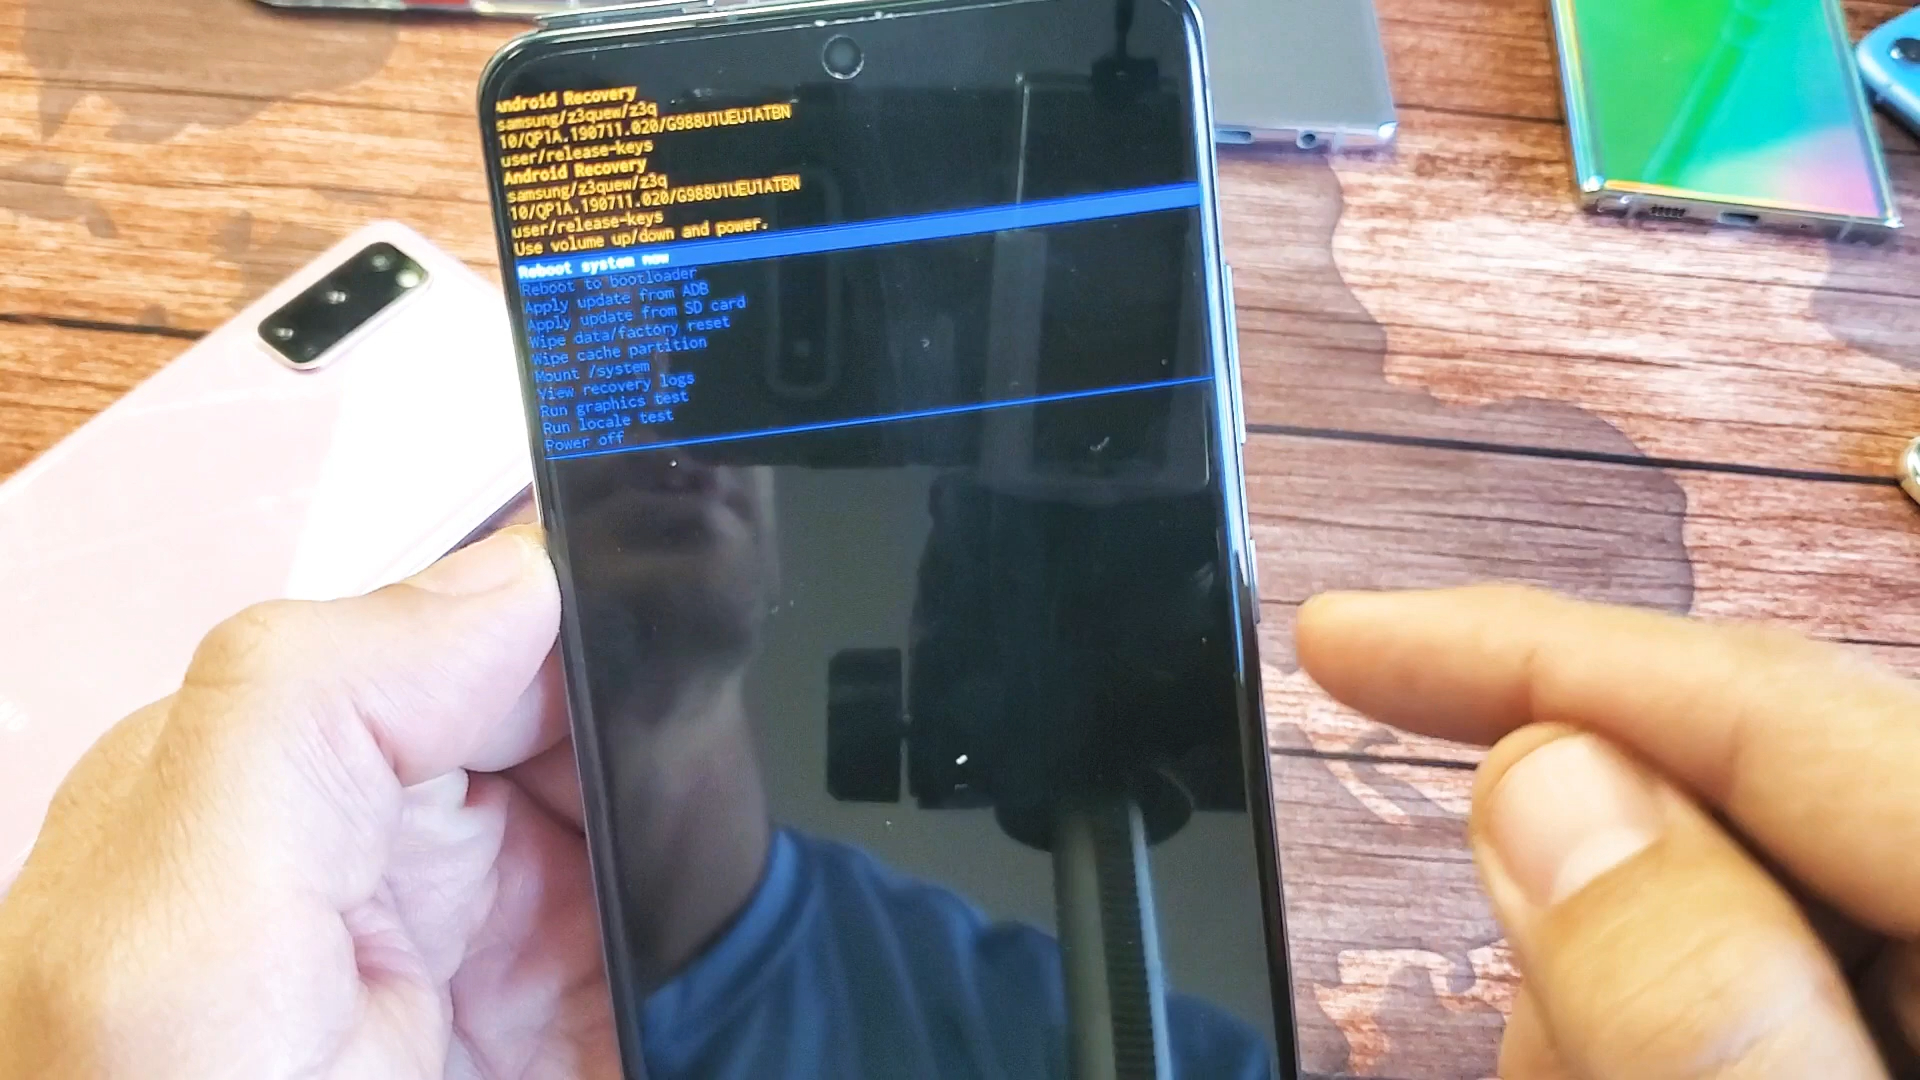 Android Recovery
samsung/z3quew/z3q
10/QP1A.190711.020/G988U1UEU1ATBN
user/release-keys
Android Recovery
samsung/z3quew/z3q
10/QP1A.190711.020/G988U1UEU1ATBN
user/release-keys
Use volume up/down and power.
Reboot system now
Reboot to bootloader
Apply update from ADB
Apply update from SD card
Wipe data/factory reset
Wipe cache partition
Mount /system
View recovery logs
Run graphics test
Run locale test
Power off